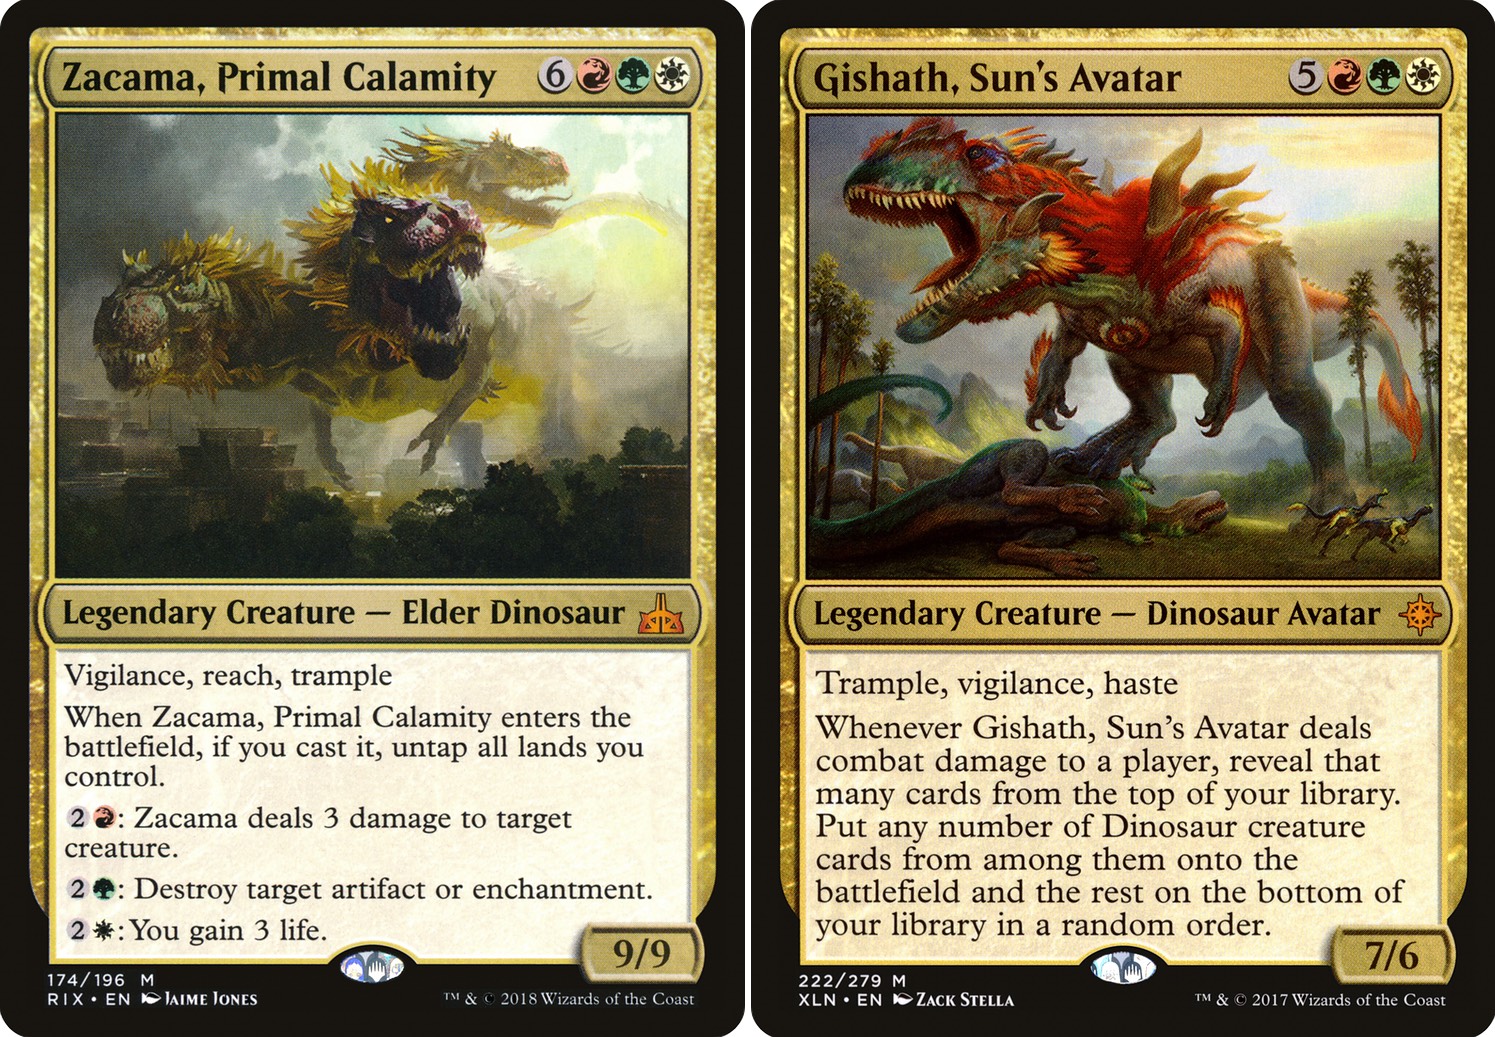 Zacama, Primal Calamity 6
Legendary Creature — Elder Dinosaur
Vigilance, reach, trample
When Zacama, Primal Calamity enters the
battlefield, if you cast it, untap all lands you
control.
2 : Zacama deals 3 damage to target
creature.
2 : Destroy target artifact or enchantment.
2 : You gain 3 life.
9/9
174/196 M
RIX • EN JAIME JONES
™ & © 2018 Wizards of the Coast
Gishath, Sun's Avatar 5
Legendary Creature — Dinosaur Avatar
Trample, vigilance, haste
Whenever Gishath, Sun's Avatar deals
combat damage to a player, reveal that
many cards from the top of your library.
Put any number of Dinosaur creature
cards from among them onto the
battlefield and the rest on the bottom of
your library in a random order.
7/6
222/279 M
XLN • EN ZACK STELLA
™ & © 2017 Wizards of the Coast